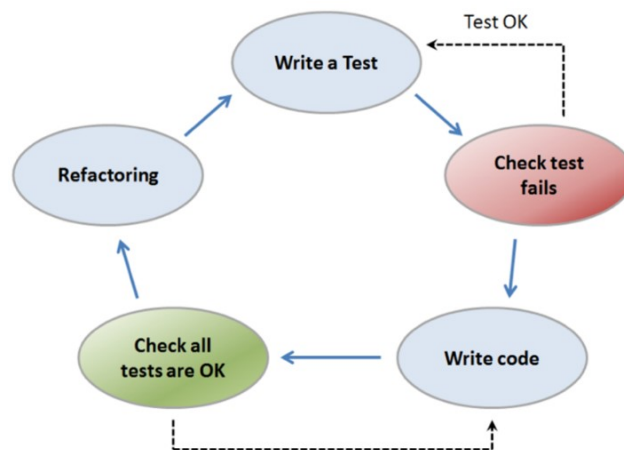 Test OK
Write a Test
Check test
fails
Refactoring
Check all
tests are OK
Write code